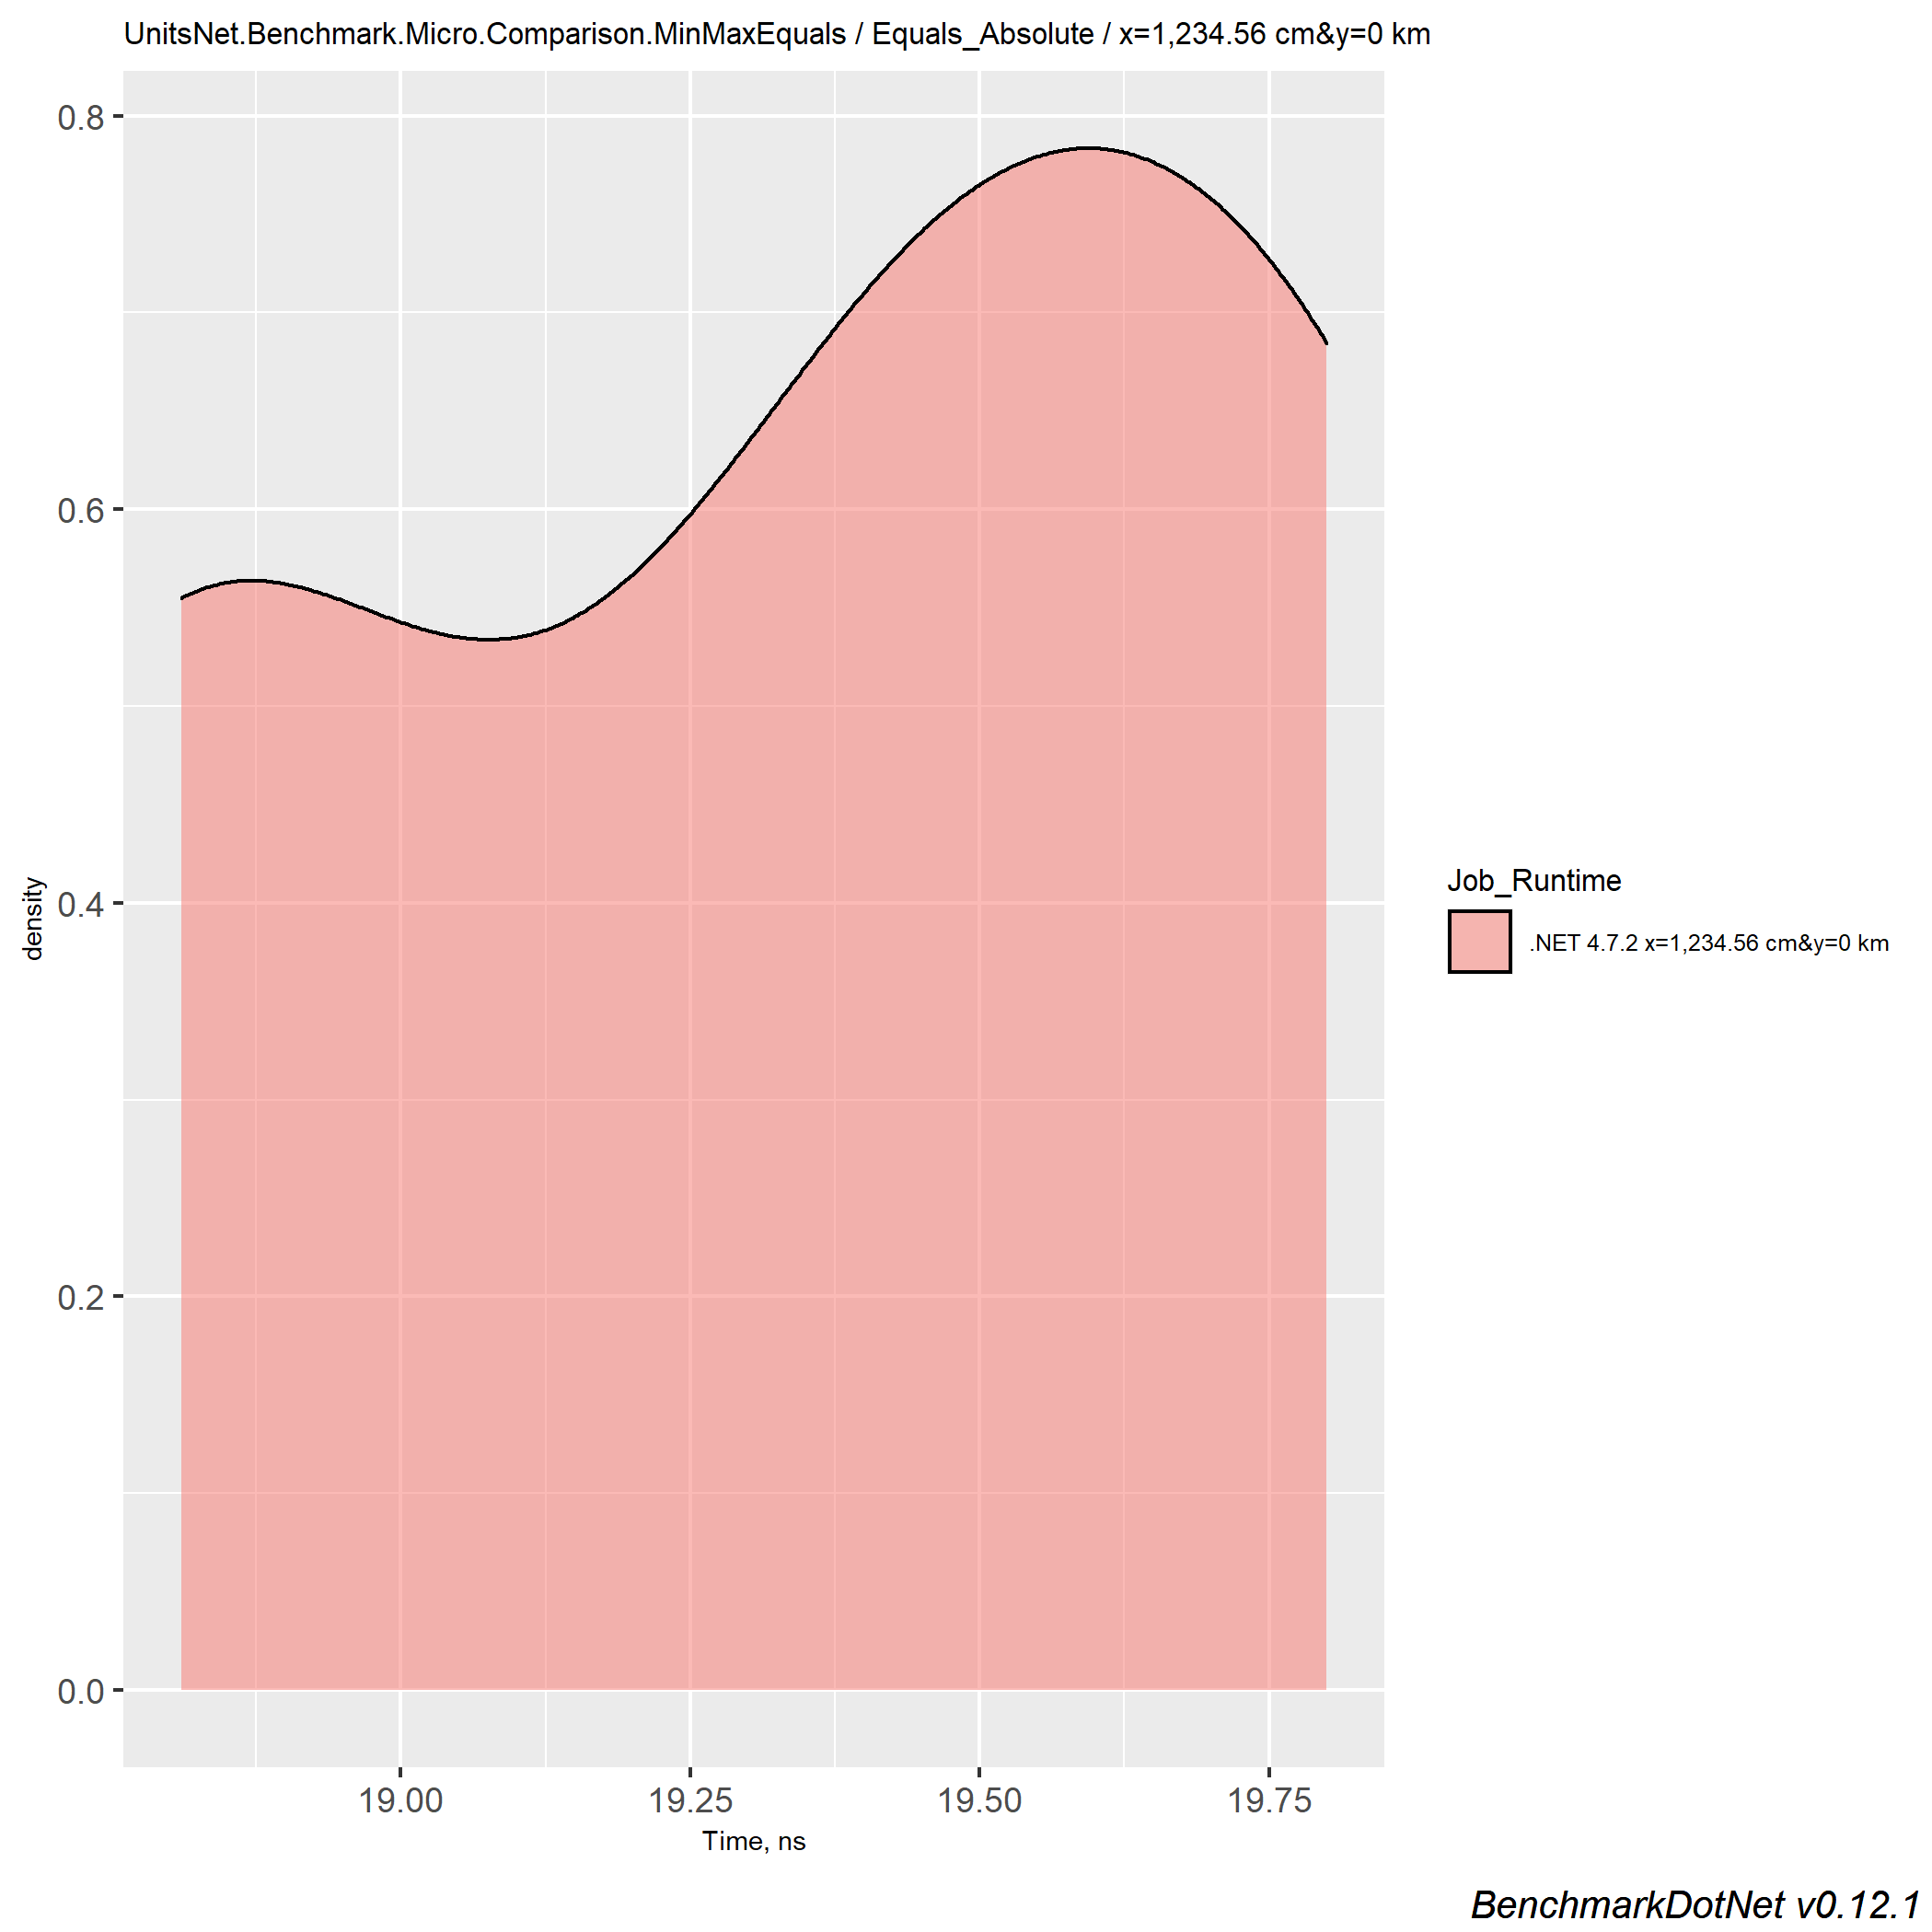 UnitsNet.Benchmark.Micro.Comparison.MinMaxEquals / Equals_Absolute / x=1,234.56 cm&y=0 km
0.8
0.6
0.4
0.2
0.0
density
19.00 19.25 19.50 19.75
Time, ns
Job_Runtime
.NET 4.7.2 x=1,234.56 cm&y=0 km
BenchmarkDotNet v0.12.1